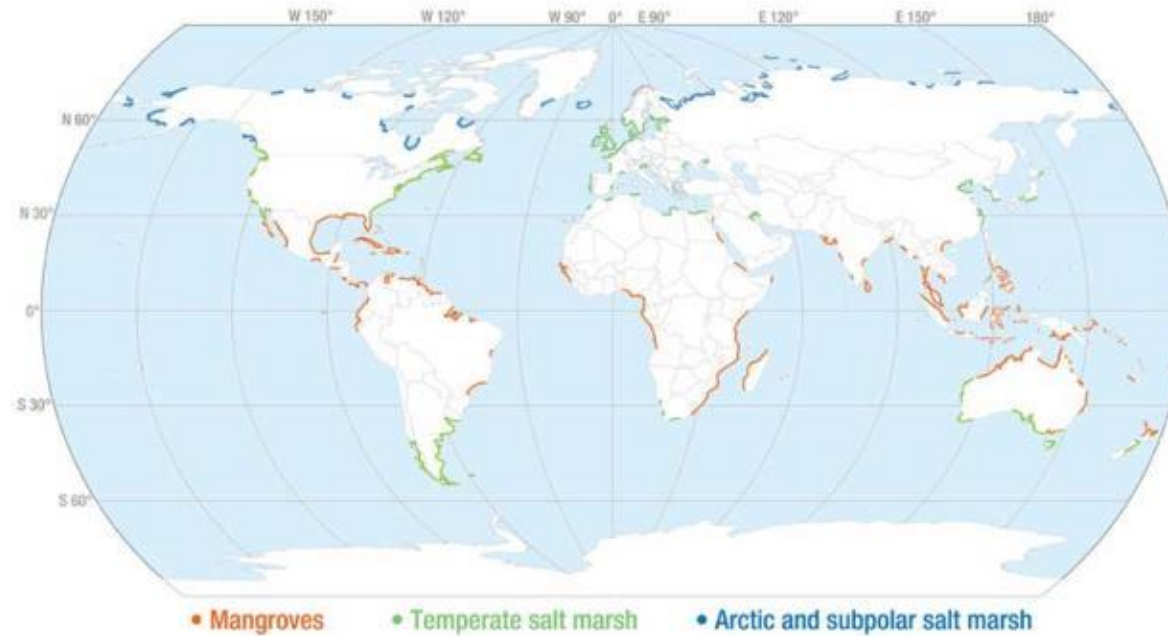 W 150° W 120° W 90° 0° E 90° E 120° E 150° 180°
N 60°
N 30°
0°
S 30°
S 60°
• Mangroves • Temperate salt marsh • Arctic and subpolar salt marsh